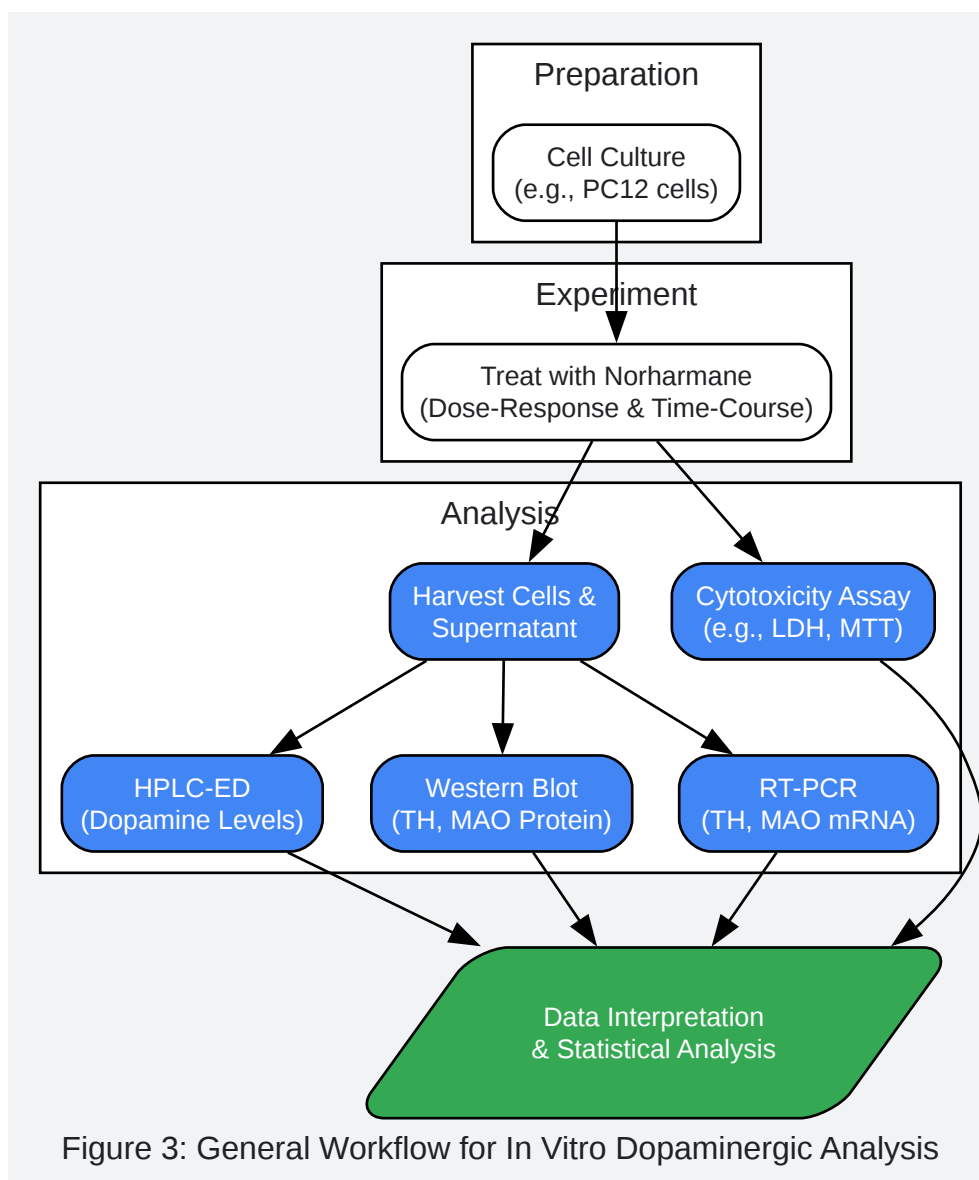 Preparation
Cell Culture
(e.g., PC12 cells)
Experiment
Treat with Norharmane
(Dose-Response & Time-Course)
Analysis
Harvest Cells &
Supernatant
Cytotoxicity Assay
(e.g., LDH, MTT)
HPLC-ED
(Dopamine Levels)
Western Blot
(TH, MAO Protein)
RT-PCR
(TH, MAO mRNA)
Data Interpretation
& Statistical Analysis
Figure 3: General Workflow for In Vitro Dopaminergic Analysis